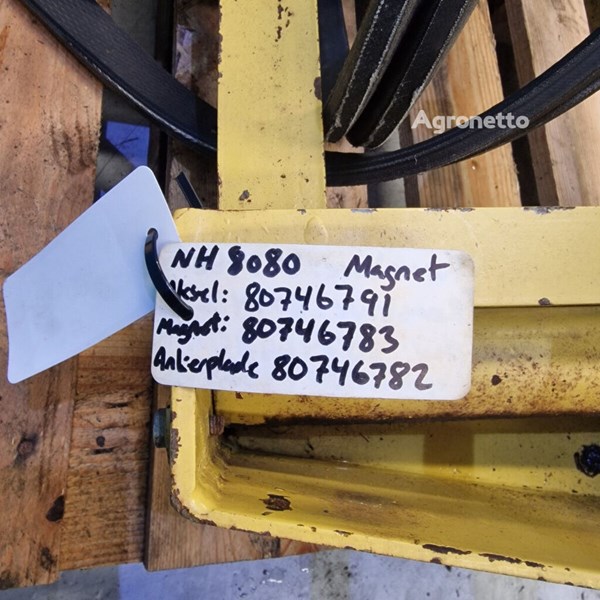 Agronetto
NH 8080 Magnet
Aksel: 80746791
Magnet: 80746783
Ankerplade 80746782